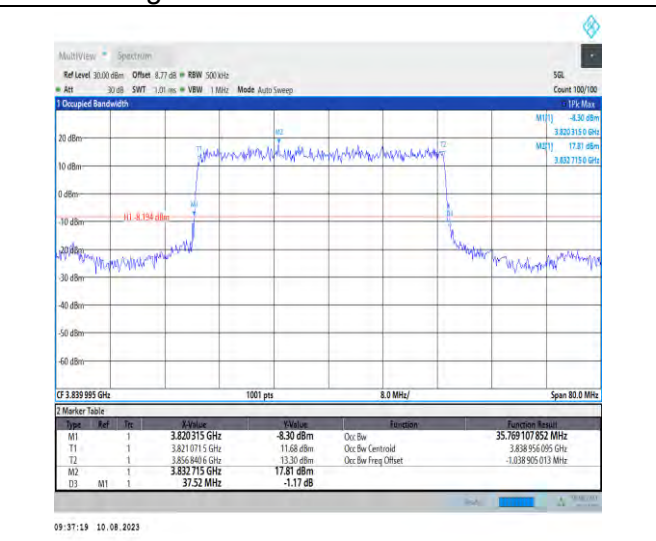 MultiView Spectrum
Ref Level 30.00 dBm Offset 8.77 dB RBW 500 kHz SGL
Att 30 dB SWT 1.01 ms VBW 1 MHz Mode Auto Sweep Count 100/100
1 Occupied Bandwidth 1Pk Max
M1[1] -8.30 dBm
3.820 315 0 GHz
M2[1] 17.81 dBm
3.832 715 0 GHz
M2
20 dBm
T1 T2
10 dBm
0 dBm
M1
H1 -8.194 dBm
D3
-10 dBm
-20 dBm
-30 dBm
-40 dBm
-50 dBm
-60 dBm
CF 3.839 995 GHz 1001 pts 8.0 MHz/ Span 80.0 MHz
2 Marker Table
Type Ref Trc X-Value Y-Value Function Function Result
M1 1 3.820 315 GHz -8.30 dBm Occ Bw 35.769 107 852 MHz
T1 1 3.821 071 5 GHz 11.68 dBm Occ Bw Centroid 3.838 956 095 GHz
T2 1 3.856 840 6 GHz 13.30 dBm Occ Bw Freq Offset -1.038 905 013 MHz
M2 1 3.832 715 GHz 17.81 dBm
D3 M1 1 37.52 MHz -1.17 dB
09:37:19 10.08.2023